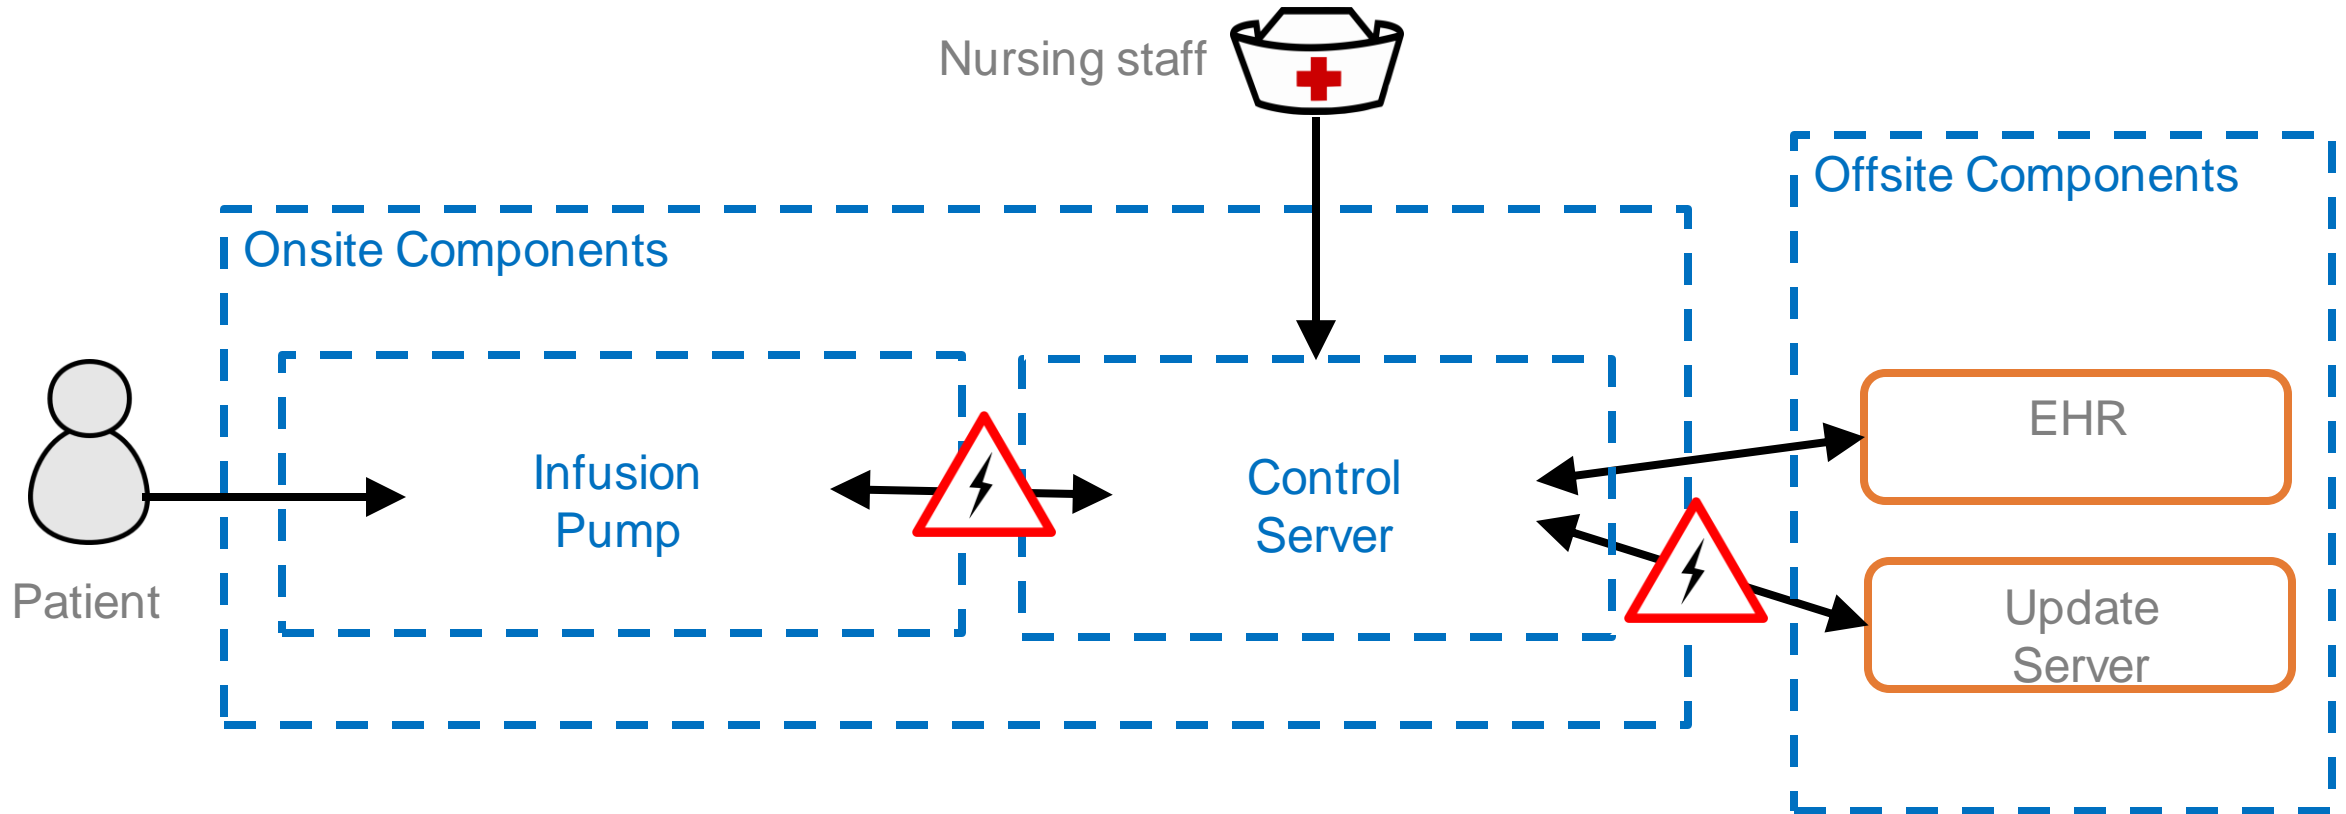 Nursing staff
Offsite Components
Onsite Components
Patient
Infusion
Pump
Control
Server
EHR
Update
Server